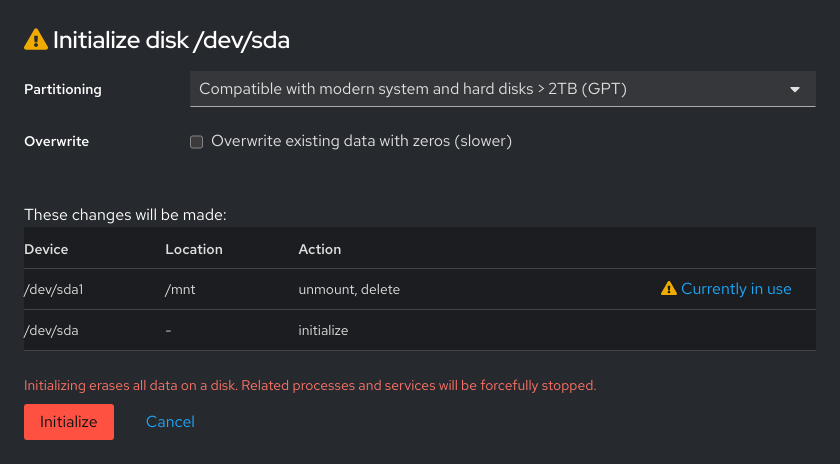 Initialize disk /dev/sda
Partitioning Compatible with modern system and hard disks > 2TB (GPT)
Overwrite Overwrite existing data with zeros (slower)
These changes will be made:
Device Location Action
/dev/sda1 /mnt unmount, delete Currently in use
/dev/sda - initialize
Initializing erases all data on a disk. Related processes and services will be forcefully stopped.
Initialize Cancel